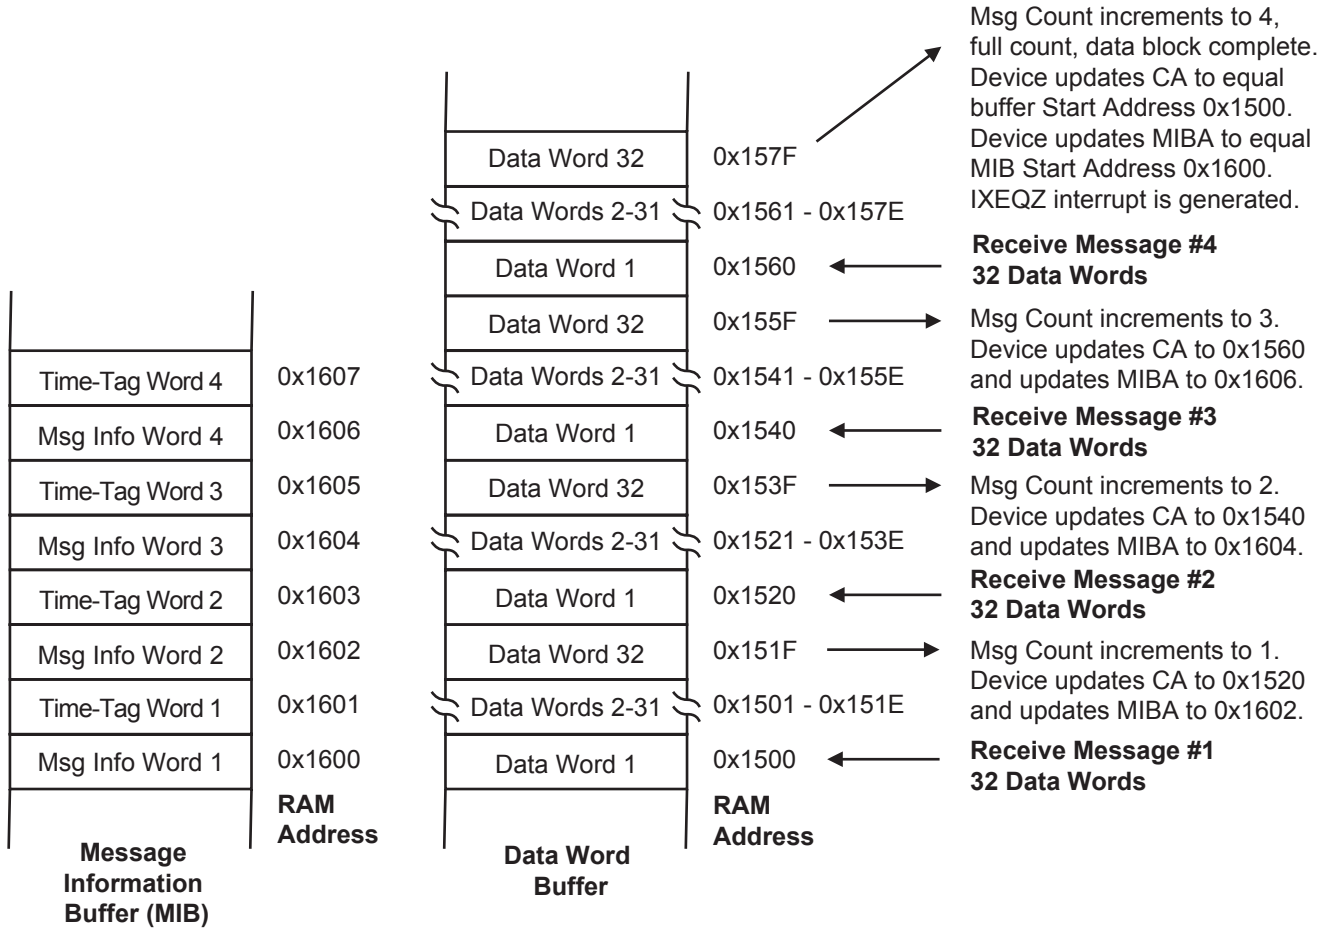 Msg Count increments to 4,
full count, data block complete.
Device updates CA to equal
buffer Start Address 0x1500.
Device updates MIBA to equal
MIB Start Address 0x1600.
IXEQZ interrupt is generated.
Data Word 32 0x157F
Data Words 2-31 0x1561 - 0x157E
Receive Message #4
32 Data Words
Data Word 1 0x1560
Data Word 32 0x155F
Msg Count increments to 3.
Device updates CA to 0x1560
and updates MIBA to 0x1606.
Time-Tag Word 4 0x1607
Data Words 2-31 0x1541 - 0x155E
Receive Message #3
32 Data Words
Msg Info Word 4 0x1606
Data Word 1 0x1540
Time-Tag Word 3 0x1605
Data Word 32 0x153F
Msg Count increments to 2.
Device updates CA to 0x1540
and updates MIBA to 0x1604.
Msg Info Word 3 0x1604
Data Words 2-31 0x1521 - 0x153E
Receive Message #2
32 Data Words
Time-Tag Word 2 0x1603
Data Word 1 0x1520
Msg Info Word 2 0x1602
Data Word 32 0x151F
Msg Count increments to 1.
Device updates CA to 0x1520
and updates MIBA to 0x1602.
Time-Tag Word 1 0x1601
Data Words 2-31 0x1501 - 0x151E
Receive Message #1
32 Data Words
Msg Info Word 1 0x1600
Data Word 1 0x1500
RAM
Address
RAM
Address
Message
Information
Buffer (MIB)
Data Word
Buffer